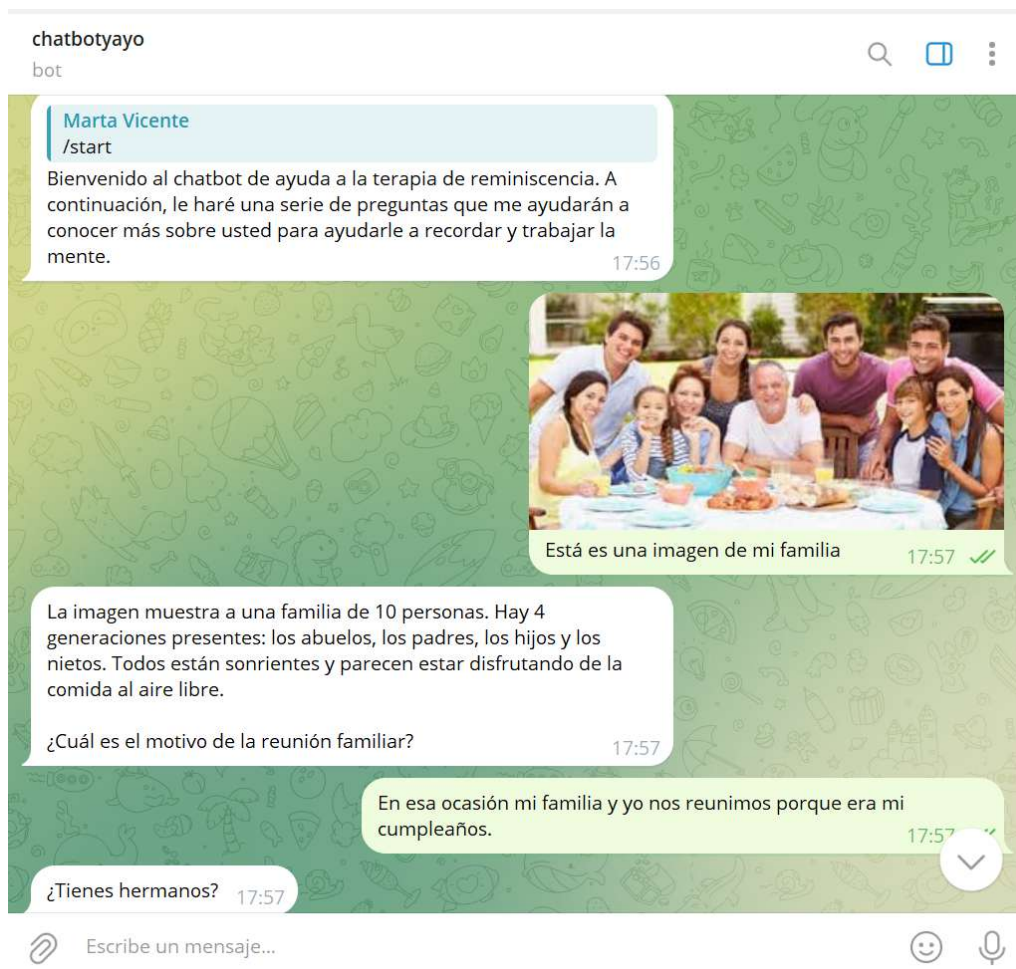 chatbotyayo
bot
Marta Vicente
/start
Bienvenido al chatbot de ayuda a la terapia de reminiscencia. A
continuación, le haré una serie de preguntas que me ayudarán a
conocer más sobre usted para ayudarle a recordar y trabajar la
mente.
17:56
Está es una imagen de mi familia
17:57
La imagen muestra a una familia de 10 personas. Hay 4
generaciones presentes: los abuelos, los padres, los hijos y los
nietos. Todos están sonrientes y parecen estar disfrutando de la
comida al aire libre.
¿Cuál es el motivo de la reunión familiar?
17:57
En esa ocasión mi familia y yo nos reunimos porque era mi
cumpleaños.
17:57
¿Tienes hermanos?
17:57
Escribe un mensaje...